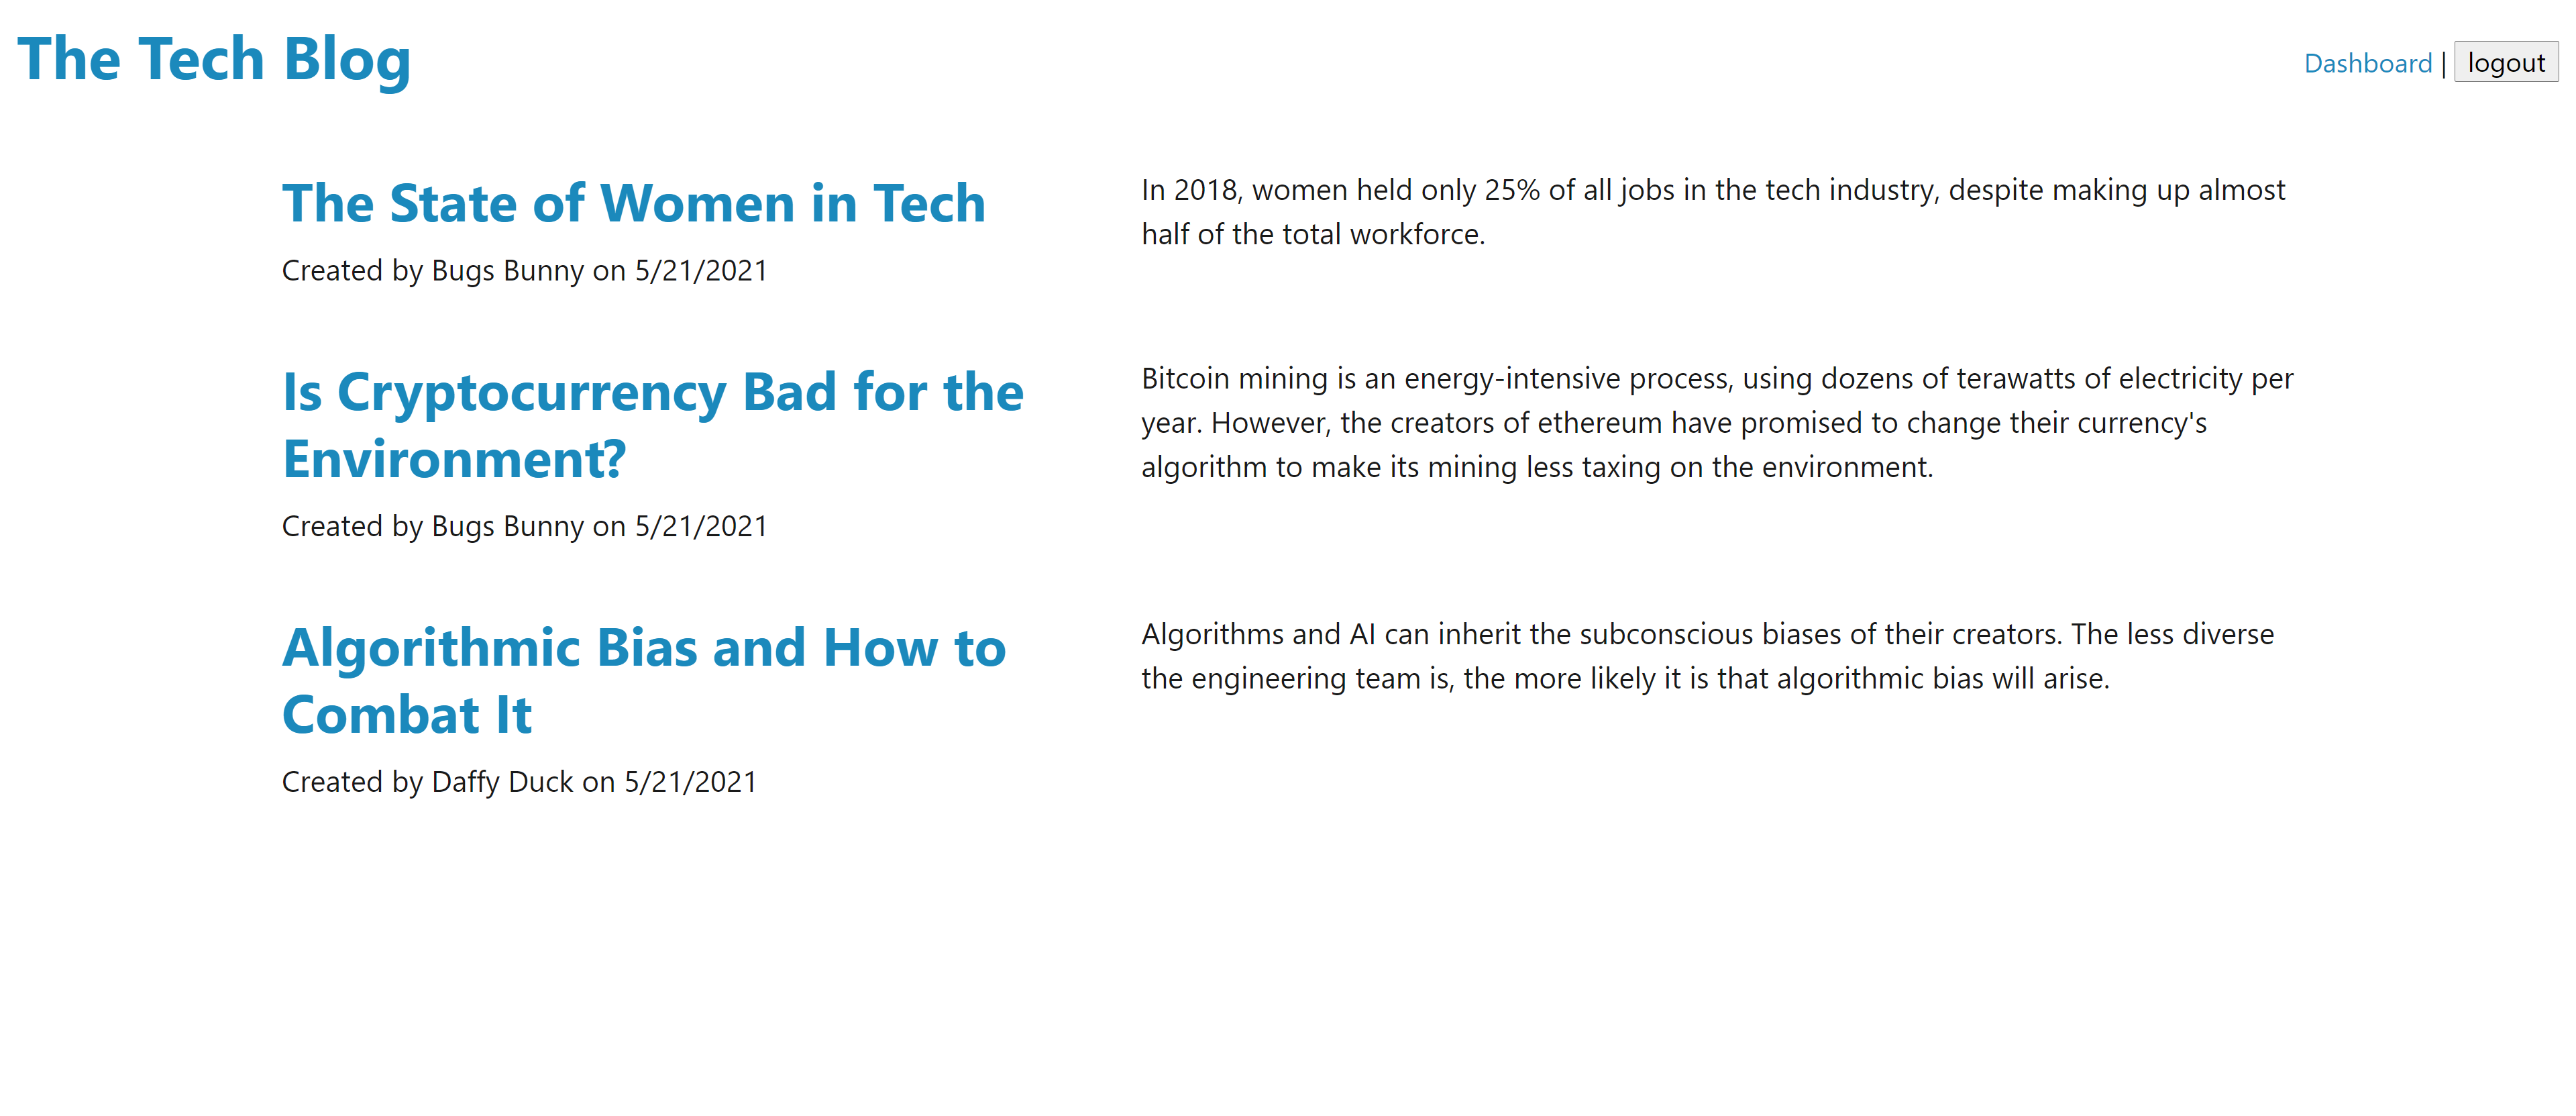 The Tech Blog
Dashboard | logout
The State of Women in Tech
Created by Bugs Bunny on 5/21/2021
In 2018, women held only 25% of all jobs in the tech industry, despite making up almost
half of the total workforce.
Is Cryptocurrency Bad for the
Environment?
Created by Bugs Bunny on 5/21/2021
Bitcoin mining is an energy-intensive process, using dozens of terawatts of electricity per
year. However, the creators of ethereum have promised to change their currency's
algorithm to make its mining less taxing on the environment.
Algorithmic Bias and How to
Combat It
Created by Daffy Duck on 5/21/2021
Algorithms and AI can inherit the subconscious biases of their creators. The less diverse
the engineering team is, the more likely it is that algorithmic bias will arise.